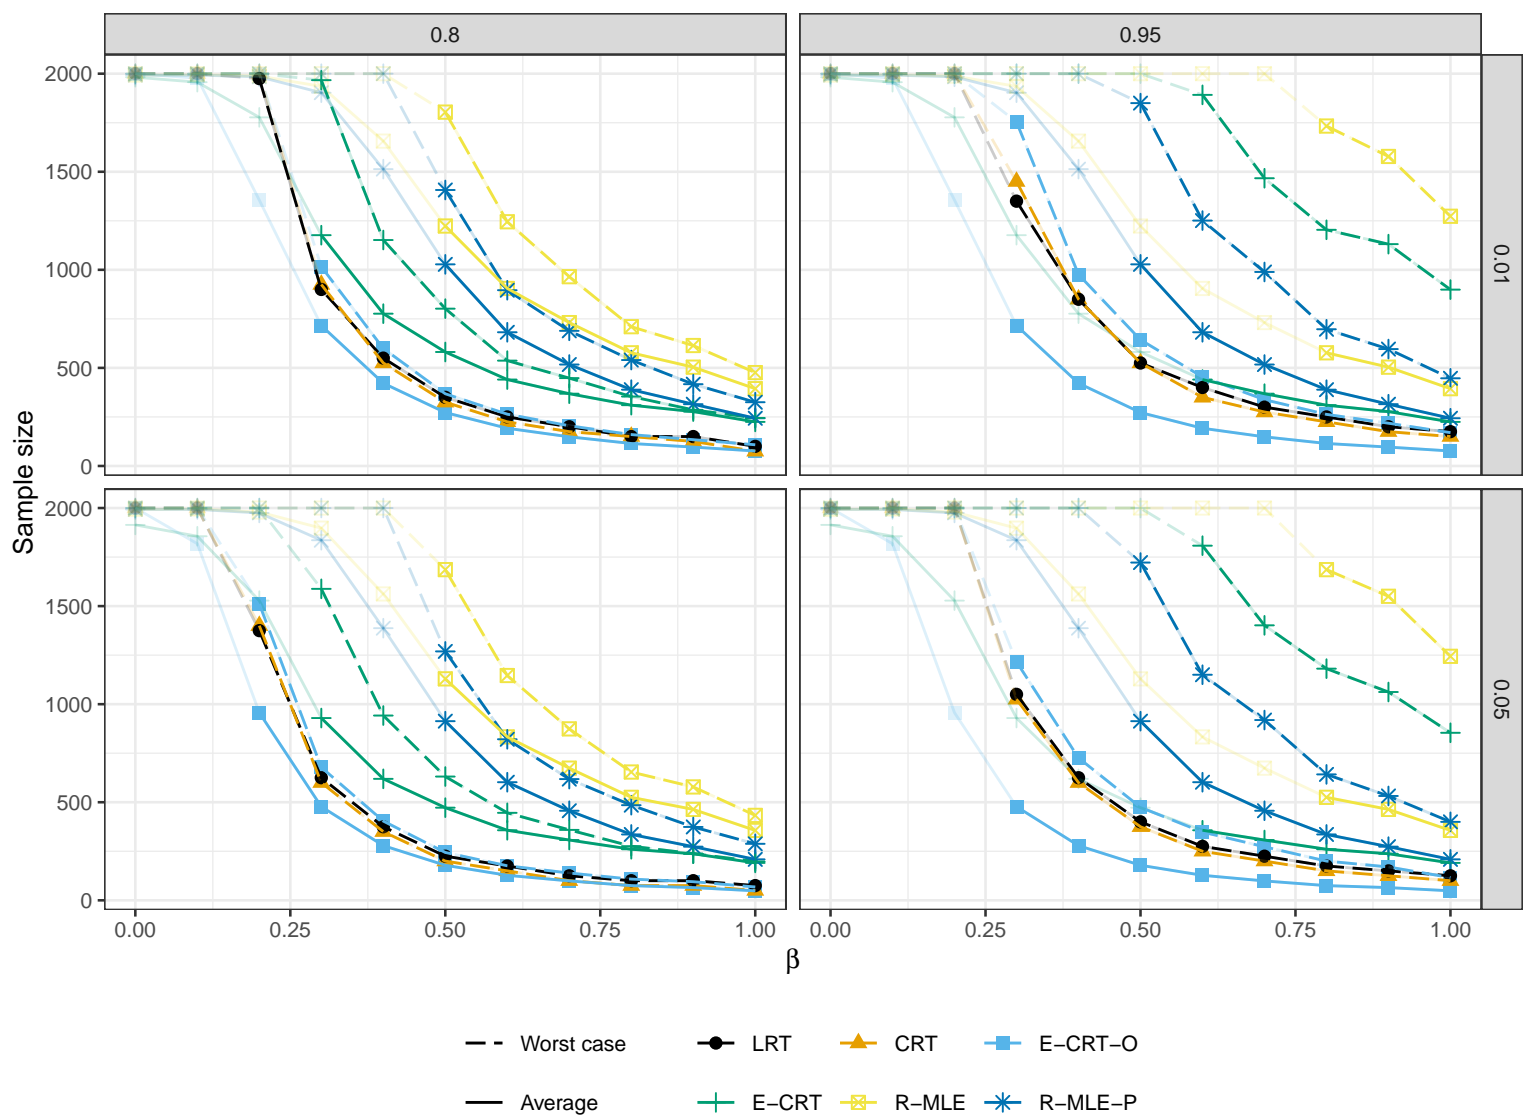 0.8 0.95
2000
1500
1000
500
0
0.01
Sample size
2000
1500
1000
500
0
0.05
0.00 0.25 0.50 0.75 1.00 0.00 0.25 0.50 0.75 1.00
β
Worst case LRT CRT E−CRT−O
Average E−CRT R−MLE R−MLE−P